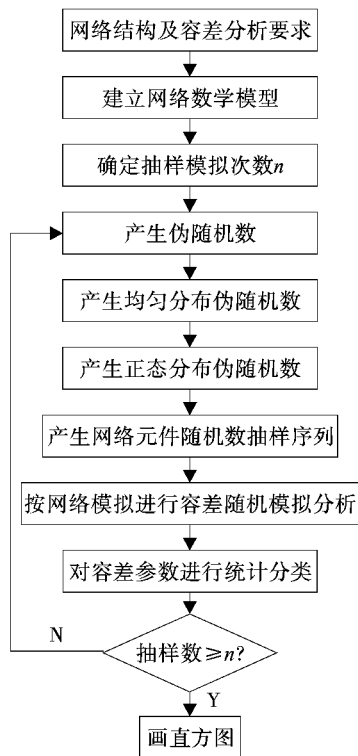 网络结构及容差分析要求
建立网络数学模型
确定抽样模拟次数n
产生伪随机数
产生均匀分布伪随机数
产生正态分布伪随机数
产生网络元件随机数抽样序列
按网络模拟进行容差随机模拟分析
对容差参数进行统计分类
N
抽样数≥n?
Y
画直方图